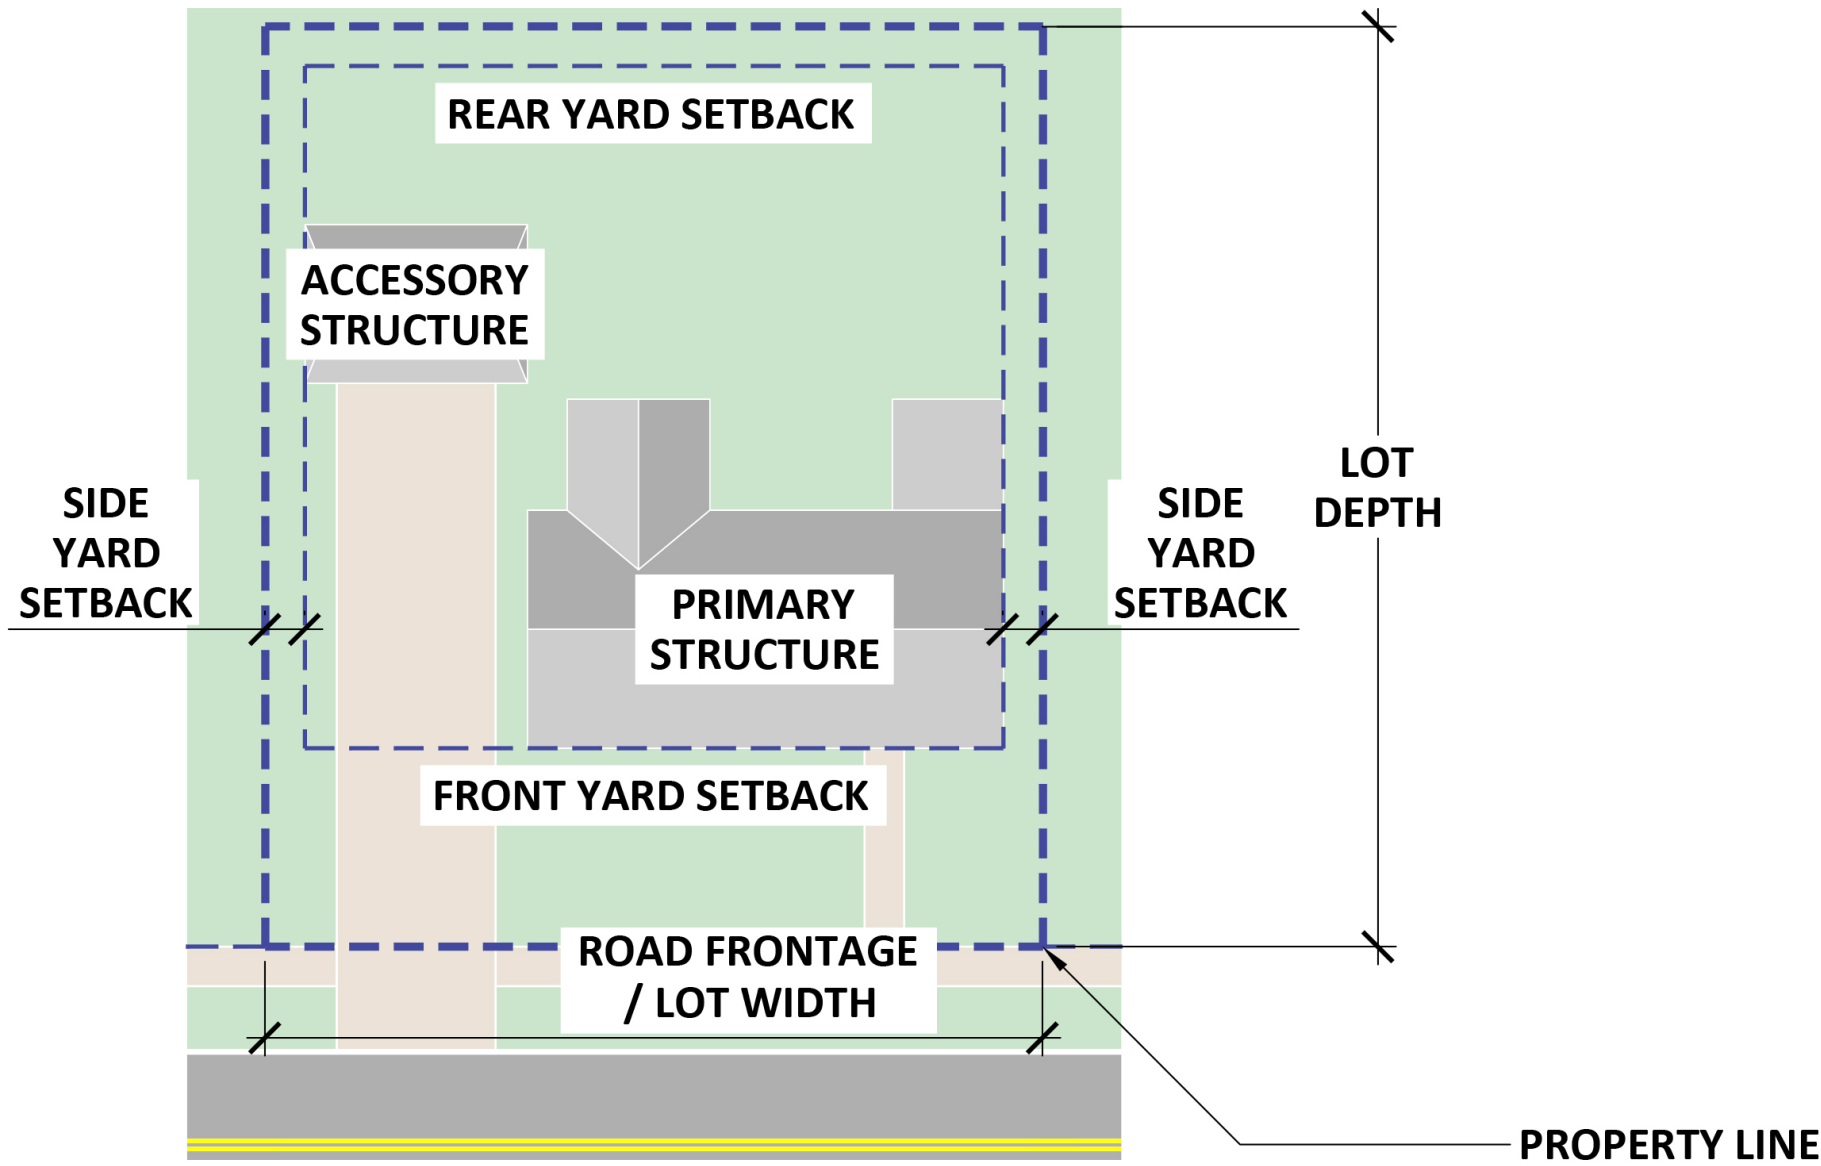 REAR YARD SETBACK
ACCESSORY
STRUCTURE
LOT
DEPTH
SIDE
YARD
SETBACK
SIDE
YARD
SETBACK
PRIMARY
STRUCTURE
FRONT YARD SETBACK
ROAD FRONTAGE
/ LOT WIDTH
PROPERTY LINE